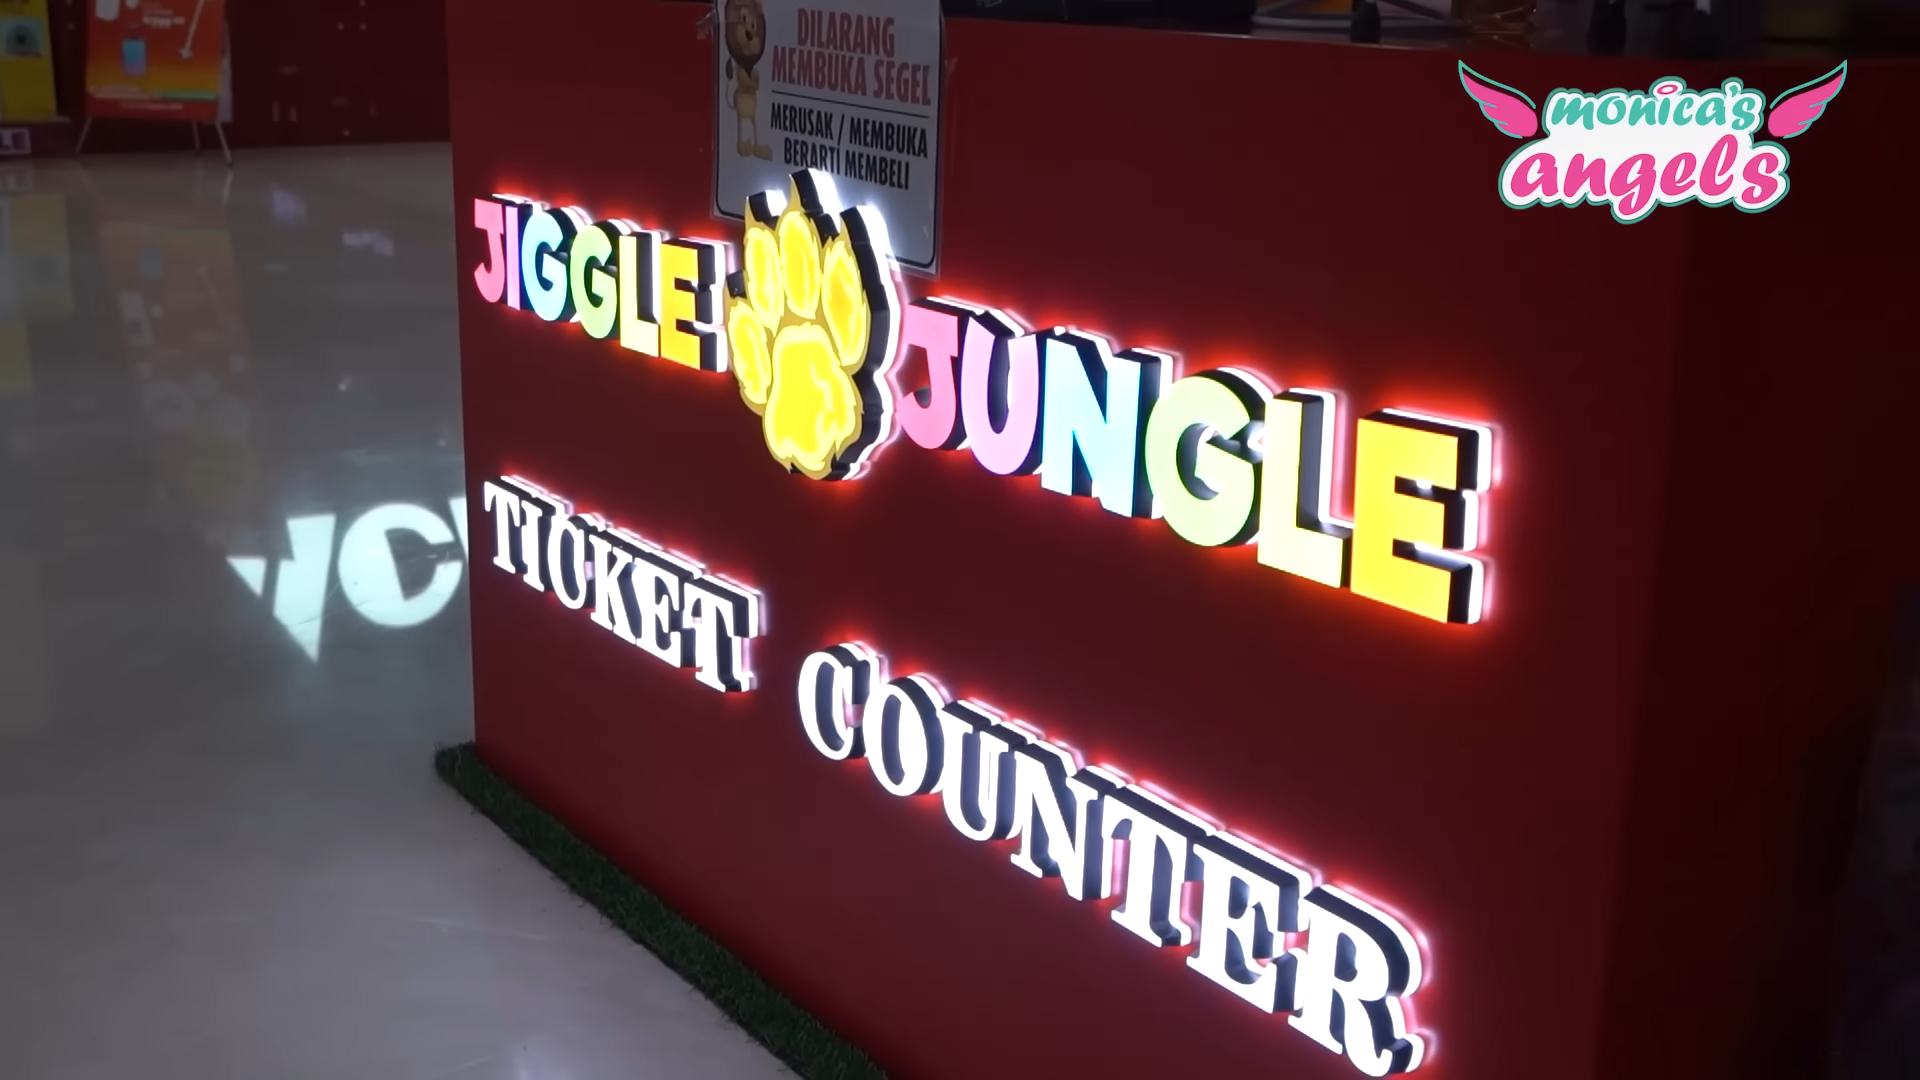 DILARANG
MEMBUKA SEGEL
MERUSAK / MEMBUKA
BERARTI MEMBELI
JIGGLE JUNGLE
TICKET COUNTER
monica's
angels